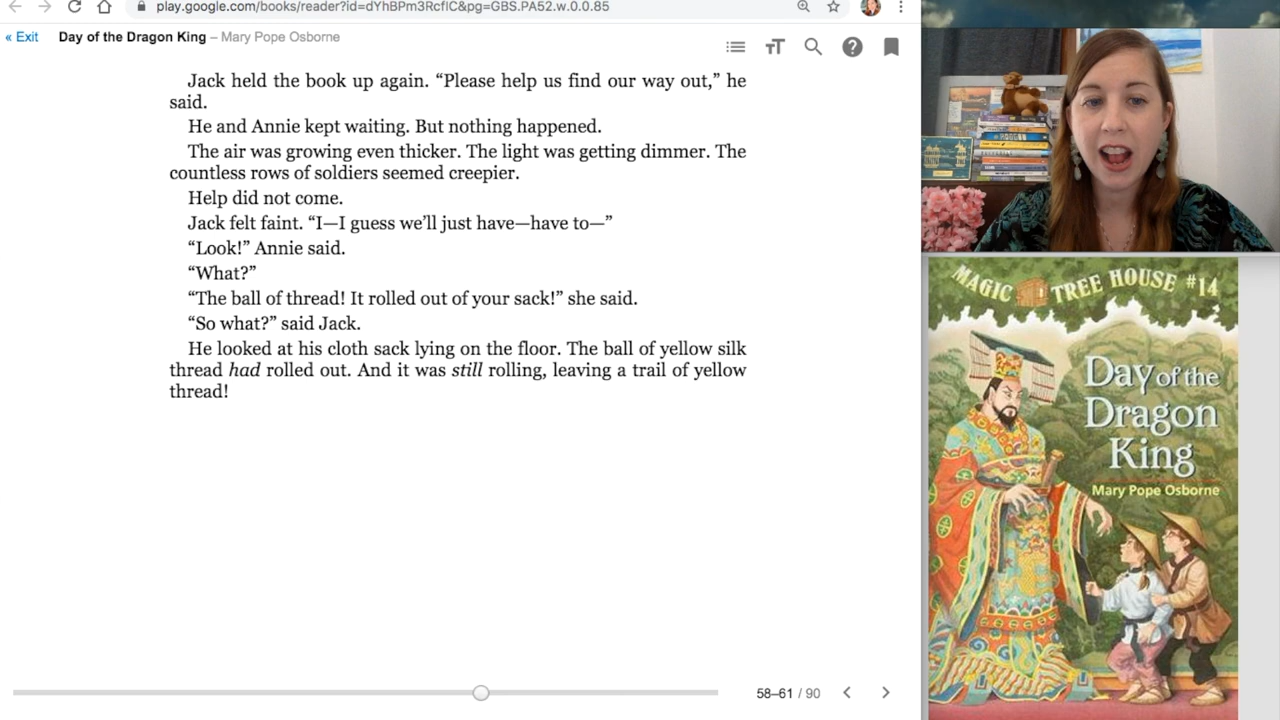 play.google.com/books/reader?id=dYhBPm3RcfIC&pg=GBS.PA52.w.0.0.85
« Exit Day of the Dragon King – Mary Pope Osborne
Jack held the book up again. “Please help us find our way out,” he
said.
He and Annie kept waiting. But nothing happened.
The air was growing even thicker. The light was getting dimmer. The
countless rows of soldiers seemed creepier.
Help did not come.
Jack felt faint. “I—I guess we’ll just have—have to—”
“Look!” Annie said.
“What?”
“The ball of thread! It rolled out of your sack!” she said.
“So what?” said Jack.
He looked at his cloth sack lying on the floor. The ball of yellow silk
thread had rolled out. And it was still rolling, leaving a trail of yellow
thread!
58–61 / 90
MAGIC TREE HOUSE #14
Day of the
Dragon
King
Mary Pope Osborne